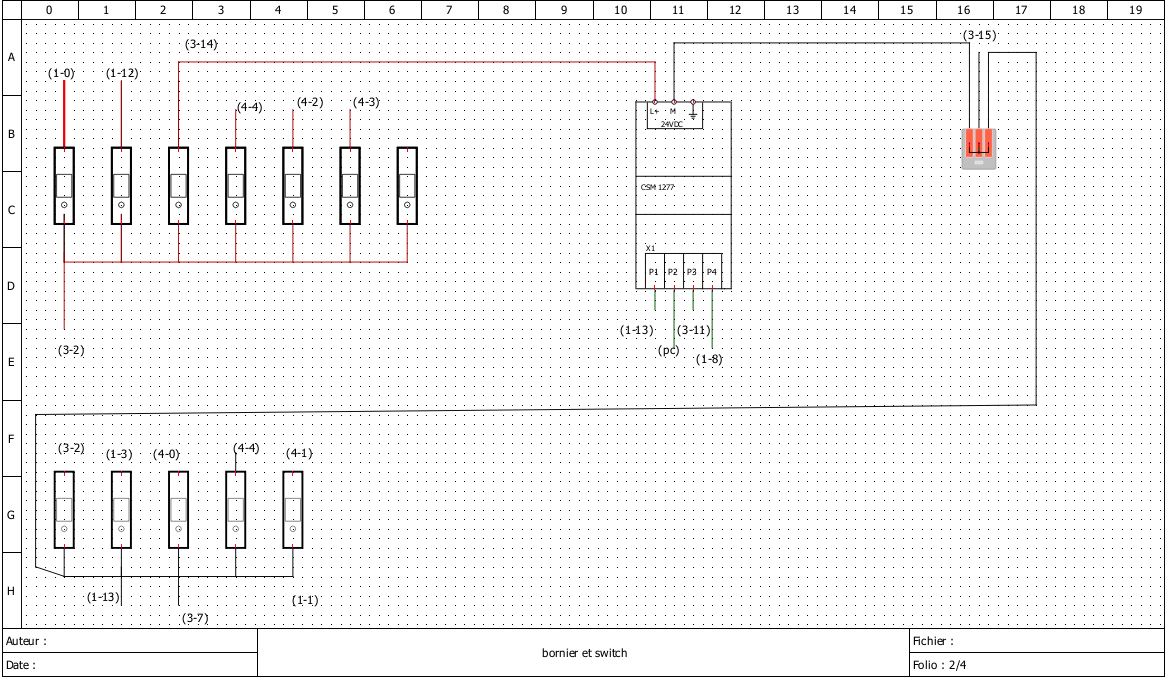 0 1 2 3 4 5 6 7 8 9 10 11 12 13 14 15 16 17 18 19
A
(3-14)
(3-15)
(1-0) (1-12)
(4-4) (4-2) (4-3)
L+ M
24VDC
B
CSM 1277
C
X1
D
P1 P2 P3 P4
(1-13) (3-11)
(3-2)
(pc)
(1-8)
E
F
(3-2) (1-3) (4-0) (4-4) (4-1)
G
H
(1-13) (1-1)
(3-7)
Auteur :
Date :
bornier et switch
Fichier :
Folio : 2/4